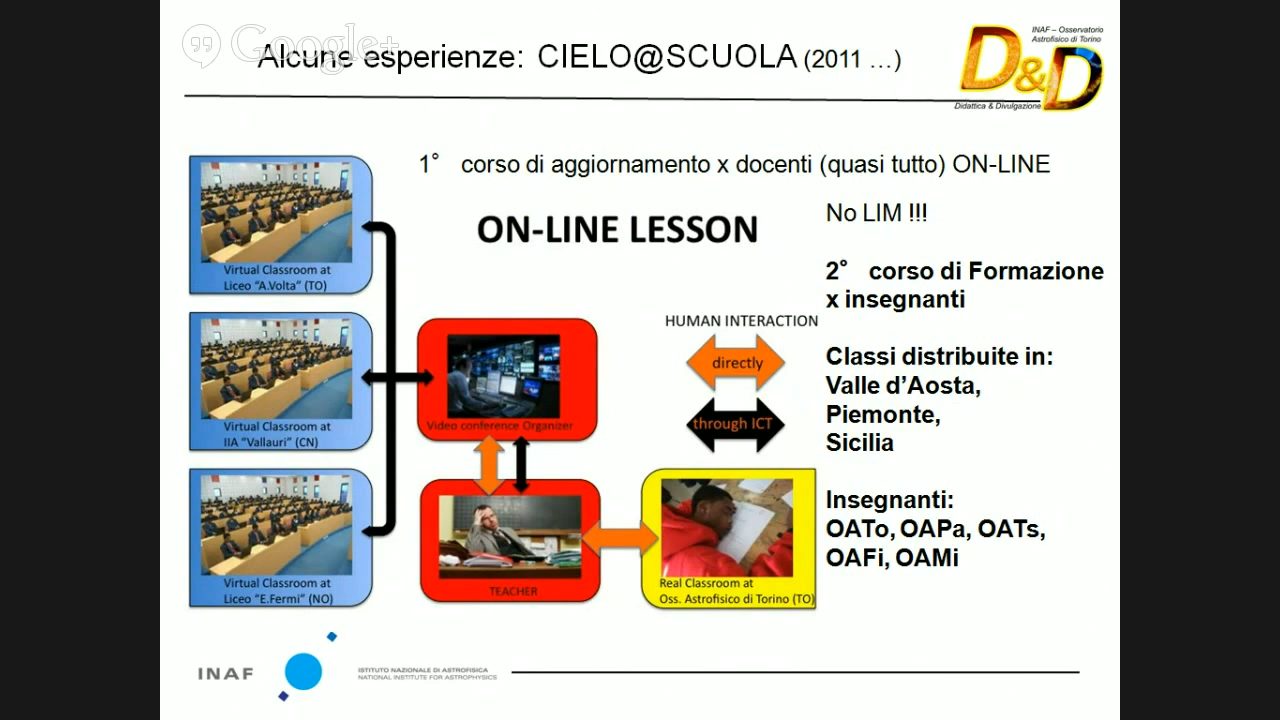 Google+
Alcune esperienze: CIELO@SCUOLA (2011 …)
INAF – Osservatorio
Astrofisico di Torino
D&D
Didattica & Divulgazione
1° corso di aggiornamento x docenti (quasi tutto) ON-LINE
ON-LINE LESSON
No LIM !!!
2° corso di Formazione
x insegnanti
Classi distribuite in:
Valle d’Aosta,
Piemonte,
Sicilia
Insegnanti:
OATo, OAPa, OATs,
OAFi, OAMi
Virtual Classroom at
Liceo “A.Volta” (TO)
Virtual Classroom at
IIA “Vallauri” (CN)
Virtual Classroom at
Liceo “E.Fermi” (NO)
Video conference Organizer
TEACHER
HUMAN INTERACTION
directly
through ICT
Real Classroom at
Oss. Astrofisico di Torino (TO)
INAF
ISTITUTO NAZIONALE DI ASTROFISICA
NATIONAL INSTITUTE FOR ASTROPHYSICS